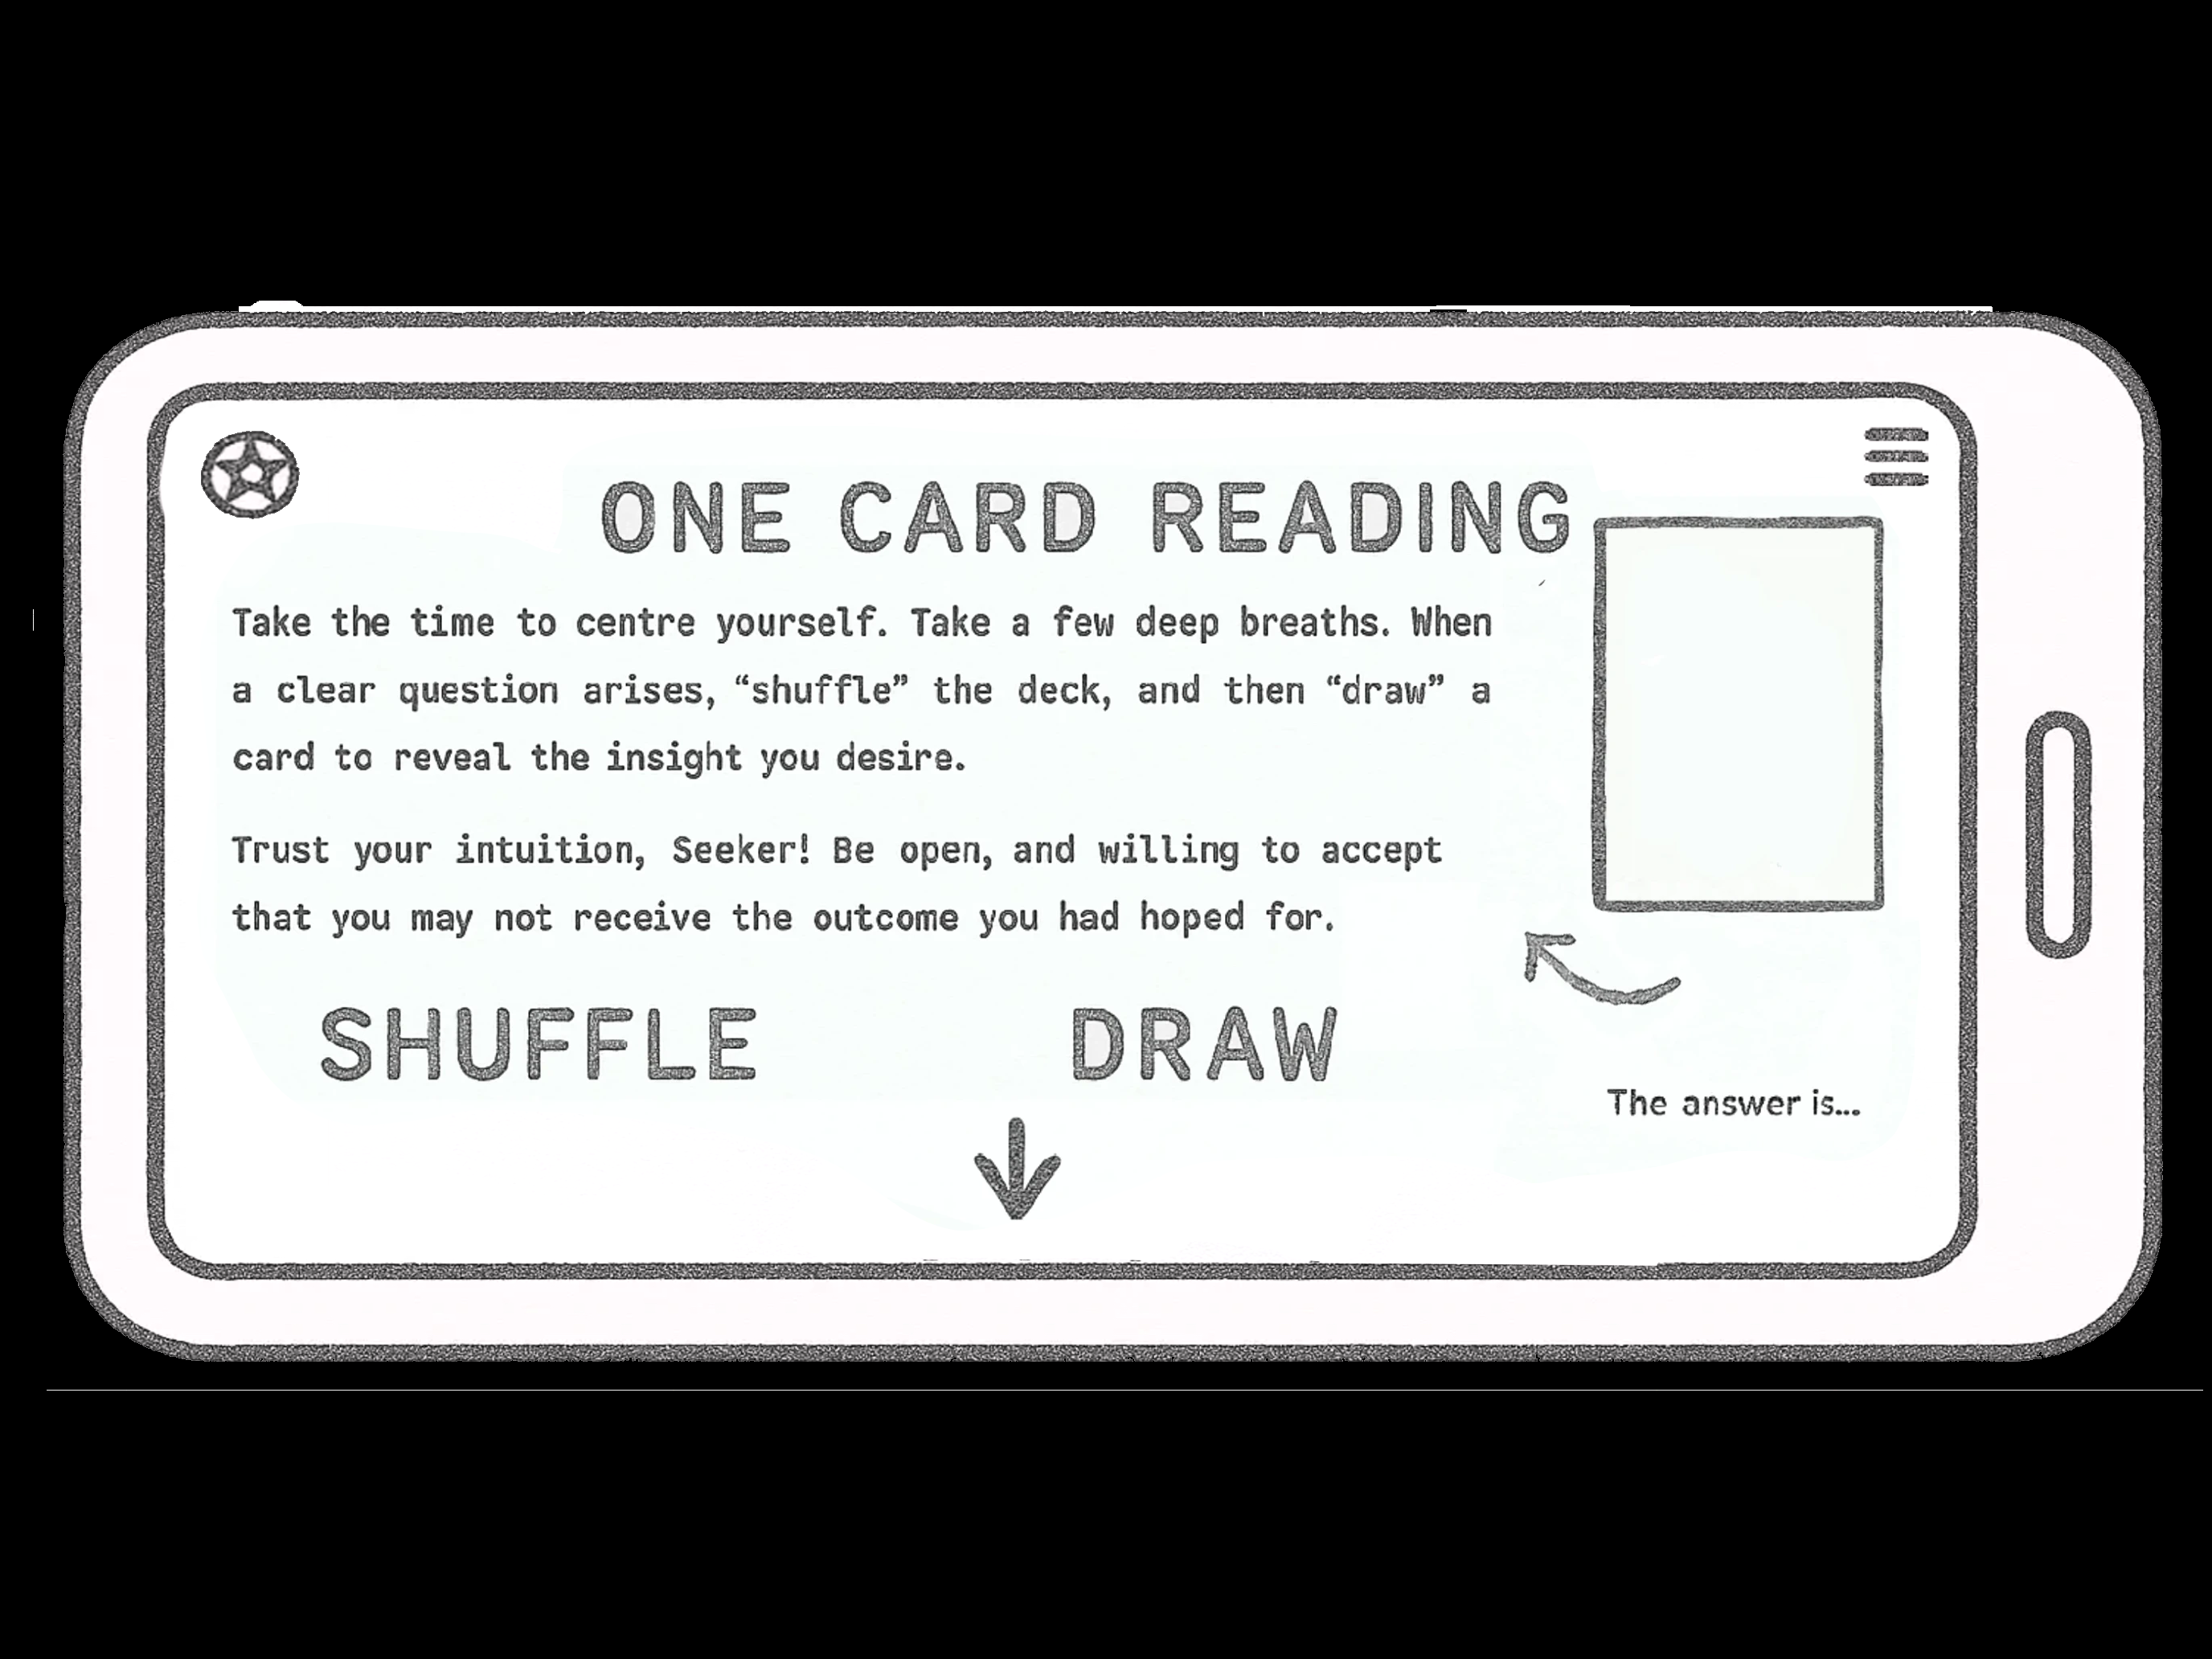 ONE CARD READING
Take the time to centre yourself. Take a few deep breaths. When
a clear question arises, “shuffle” the deck, and then “draw” a
card to reveal the insight you desire.
Trust your intuition, Seeker! Be open, and willing to accept
that you may not receive the outcome you had hoped for.
SHUFFLE DRAW
The answer is...